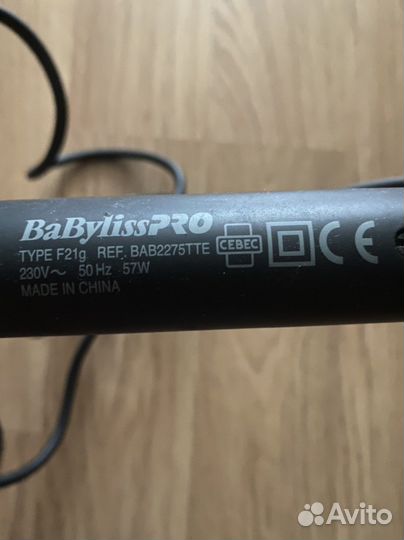 BaBylissPRO
TYPE F21g REF. BAB2275TTE
230V~ 50 Hz 57W
MADE IN CHINA
CEBEC
CE
Avito